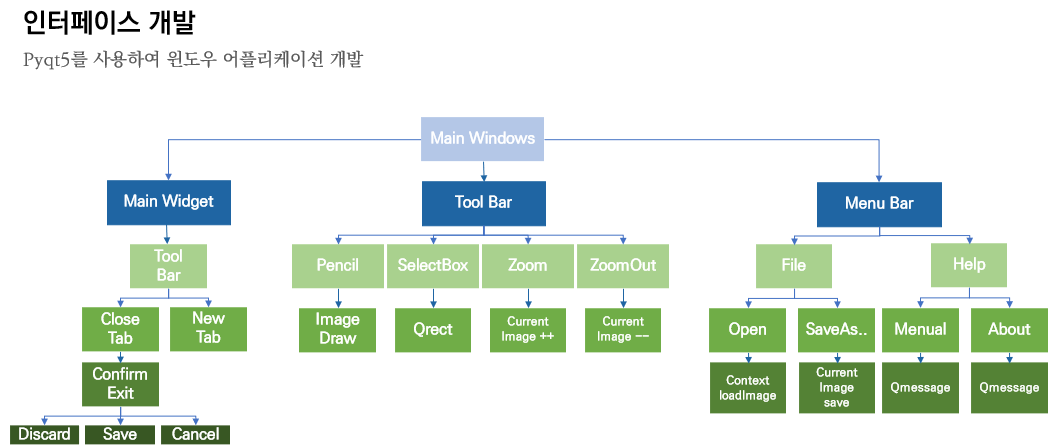 인터페이스 개발
Pyqt5를 사용하여 윈도우 어플리케이션 개발
Main Windows
Main Widget
Tool Bar
Menu Bar
Tool
Bar
Pencil
SelectBox
Zoom
ZoomOut
File
Help
Close
Tab
New
Tab
Image
Draw
Qrect
Current
Image ++
Current
Image --
Open
SaveAs..
Menual
About
Confirm
Exit
Context
loadImage
Current
Image
save
Qmessage
Qmessage
Discard
Save
Cancel